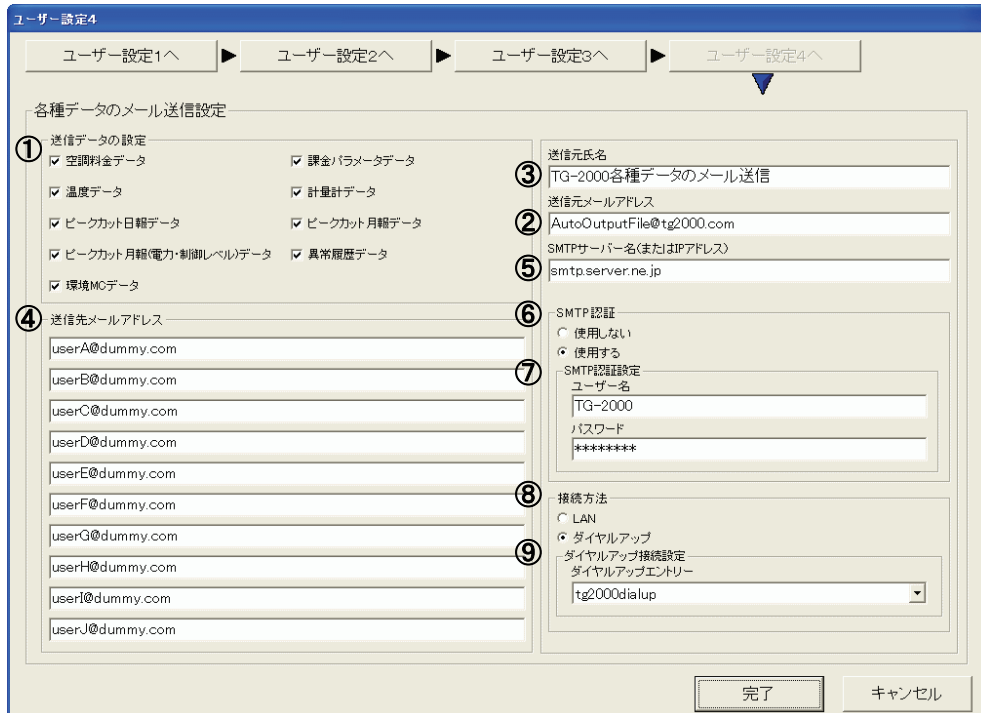 ユーザー設定4
ユーザー設定1へ ▶ ユーザー設定2へ ▶ ユーザー設定3へ ▶ ユーザー設定4へ
各種データのメール送信設定
① 送信データの設定
空調料金データ 課金パラメータデータ
温度データ 計量計データ
ピークカット日報データ ピークカット月報データ
ピークカット月報(電力・制御レベル)データ 異常履歴データ
環境MCデータ
④ 送信先メールアドレス
userA@dummy.com
userB@dummy.com
userC@dummy.com
userD@dummy.com
userE@dummy.com
userF@dummy.com
userG@dummy.com
userH@dummy.com
userI@dummy.com
userJ@dummy.com
送信元氏名
③ TG-2000各種データのメール送信
送信元メールアドレス
② AutoOutputFile@tg2000.com
SMTPサーバー名(またはIPアドレス)
⑤ smtp.server.ne.jp
⑥ SMTP認証
使用しない
使用する
⑦ SMTP認証設定
ユーザー名
TG-2000
パスワード
********
⑧ 接続方法
LAN
ダイヤルアップ
⑨ ダイヤルアップ接続設定
ダイヤルアップエントリー
tg2000dialup
完了 キャンセル